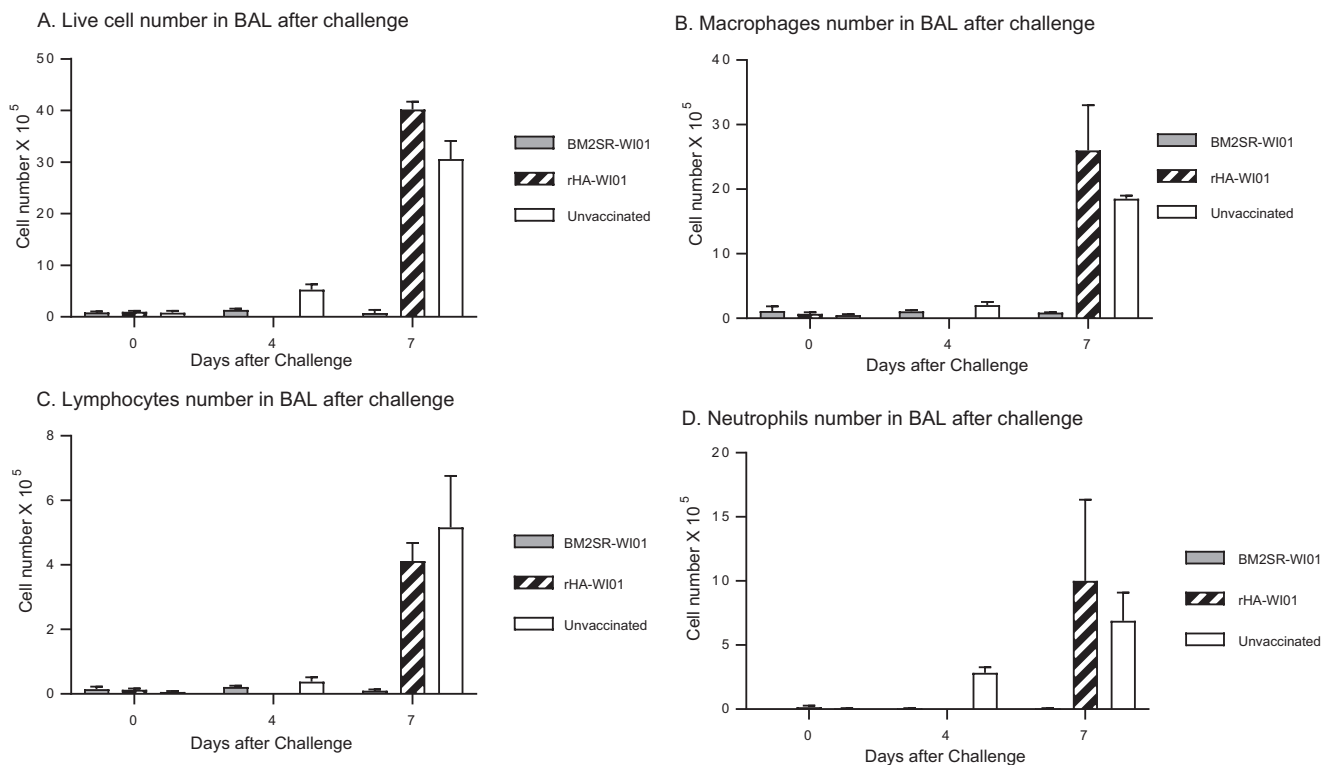 A. Live cell number in BAL after challenge
50
40
30
20
10
0
Cell number X 10 5
0
4
7
Days after Challenge
BM2SR-WI01
rHA-WI01
Unvaccinated
B. Macrophages number in BAL after challenge
40
30
20
10
0
Cell number X 10 5
0
4
7
Days after Challenge
BM2SR-WI01
rHA-WI01
Unvaccinated
C. Lymphocytes number in BAL after challenge
8
6
4
2
0
Cell number X 10 5
0
4
7
Days after Challenge
BM2SR-WI01
rHA-WI01
Unvaccinated
D. Neutrophils number in BAL after challenge
20
15
10
5
0
Cell number X 10 5
0
4
7
Days after Challenge
BM2SR-WI01
rHA-WI01
Unvaccinated